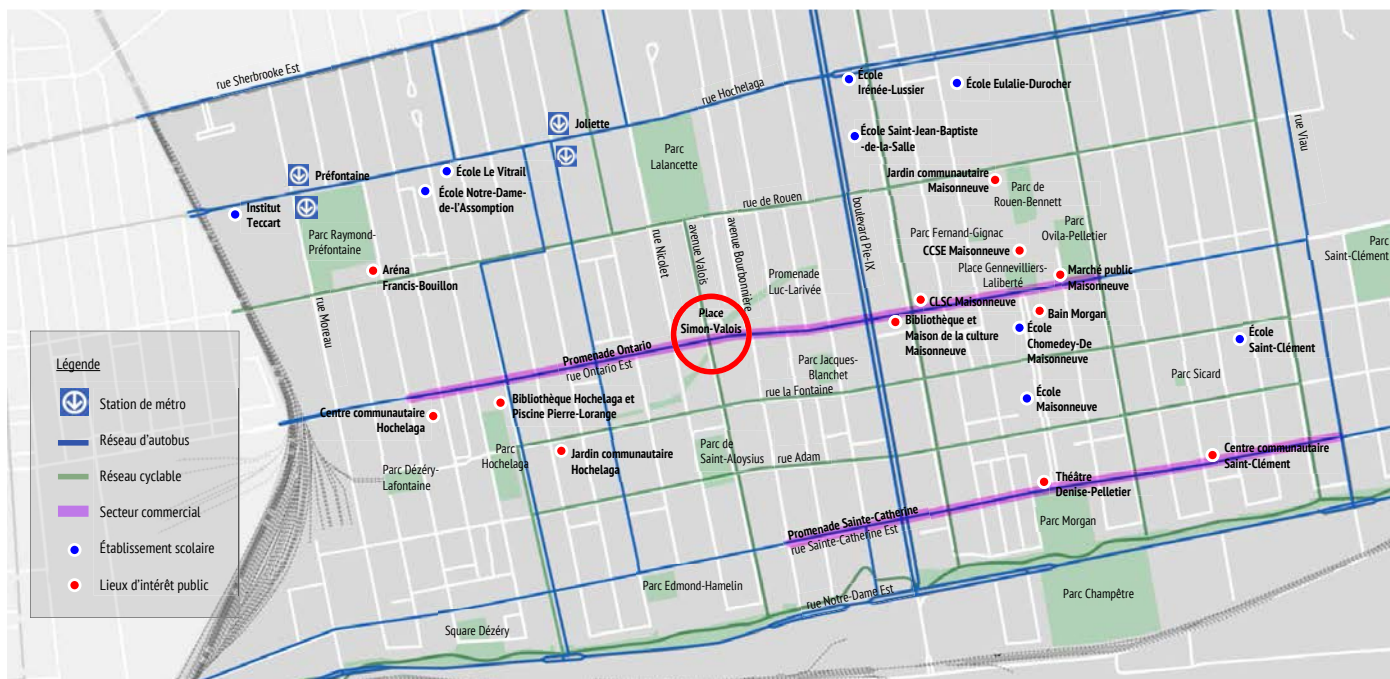 rue Sherbrooke Est
rue Hochelaga
École
Irénée-Lussier
École Eulalie-Durocher
rue Viau
Joliette
École Saint-Jean-Baptiste
-de-la-Salle
Parc
Lalancette
École Le Vitrail
Préfontaine
École Notre-Dame-
de-l'Assomption
Jardin communautaire
Maisonneuve
Parc de
Rouen-Bennett
Institut
Teccart
rue de Rouen
boulevard Pie-IX
Parc Raymond-
Préfontaine
rue Nicolet
avenue Valois
avenue Bourbonnière
Parc Fernand-Gignac
Parc
Ovila-Pelletier
CCSE Maisonneuve
Parc
Saint-Clément
Aréna
Francis-Bouillon
Promenade
Luc-Larivée
Place Gennevilliers-
Laliberté
Marché public
Maisonneuve
rue Moreau
Place
Simon-Valois
CLSC Maisonneuve
Bibliothèque et
Maison de la culture
Maisonneuve
Bain Morgan
École
Chomedey-De
Maisonneuve
École
Saint-Clément
Promenade Ontario
rue Ontario Est
Parc Jacques-
Blanchet
Parc Sicard
rue la Fontaine
École
Maisonneuve
Bibliothèque Hochelaga et
Piscine Pierre-Lorange
Centre communautaire
Hochelaga
Parc
Hochelaga
Jardin communautaire
Hochelaga
Parc de
Saint-Aloysius
rue Adam
Centre communautaire
Saint-Clément
Parc Dézéry-
Lafontaine
Théâtre
Denise-Pelletier
Promenade Sainte-Catherine
rue Sainte-Catherine Est
Parc Morgan
Parc Edmond-Hamelin
rue Notre-Dame Est
Parc Champêtre
Square Dézéry
Légende
Station de métro
Réseau d'autobus
Réseau cyclable
Secteur commercial
Établissement scolaire
Lieux d'intérêt public